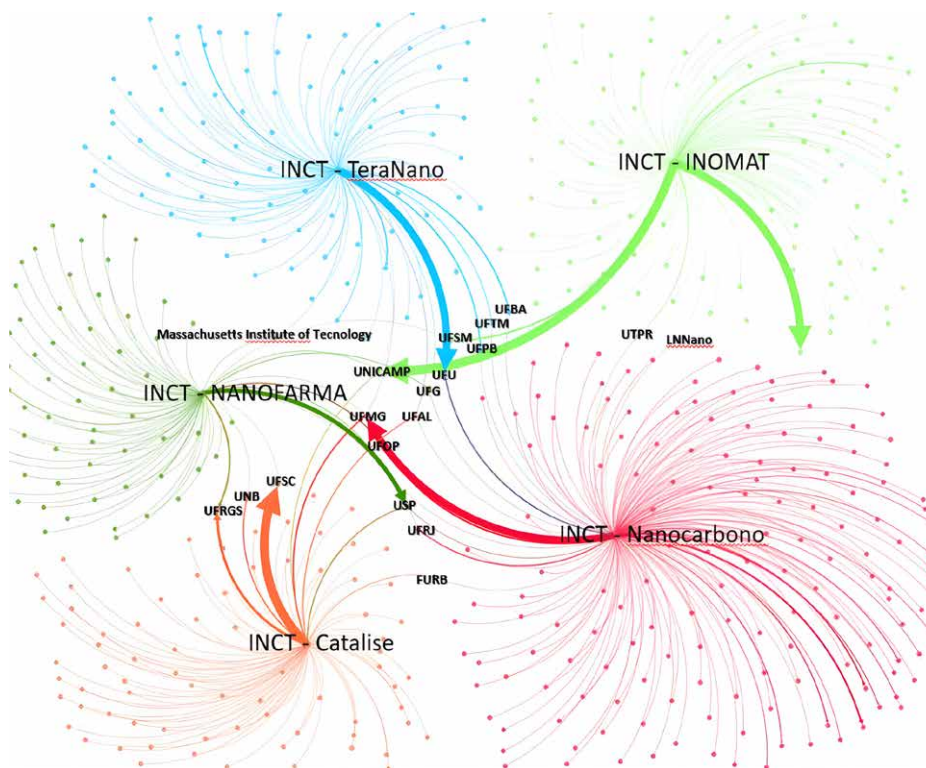 INCT - TeraNano
INCT - INOMAT
UFBA
UFTM
Massachusetts Institute of Tecnology
UFSM
UFPB
UTPR
LNNano
UNICAMP
UFU
INCT - NANOFARMA
UFG
UFMG
UFAL
UFOP
UFSC
UNB
UFRGS
USP
UFRJ
INCT - Nanocarbono
FURB
INCT - Catalise